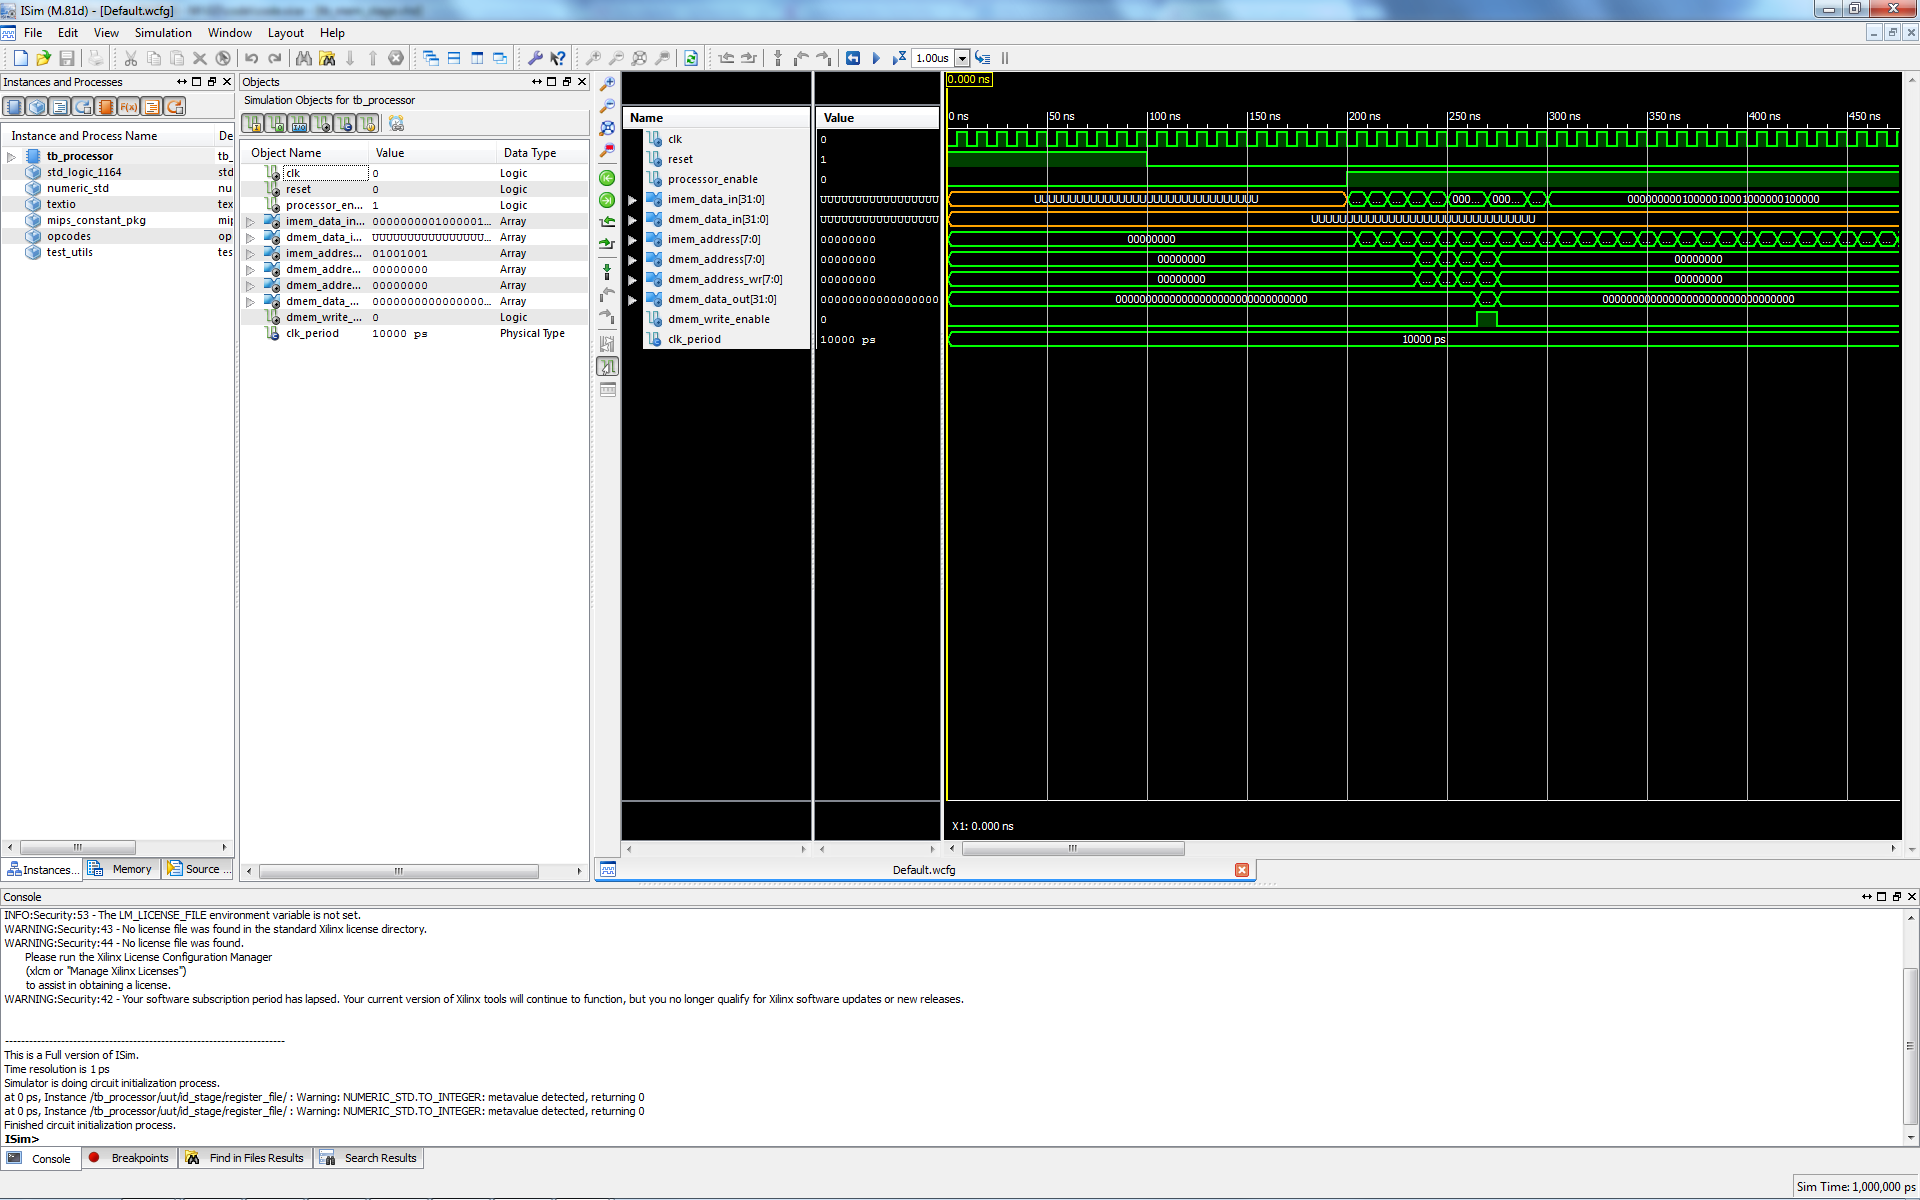 ISim (M.81d) - [Default.wcfg]
File Edit View Simulation Window Layout Help
1.00us
Instances and Processes
Instance and Process Name De
tb_processor tb_
std_logic_1164 std
numeric_std nu
textio tex
mips_constant_pkg mip
opcodes op
test_utils tes
Instances... Memory Source ...
Objects
Simulation Objects for tb_processor
Object Name Value Data Type
clk 0 Logic
reset 0 Logic
processor_en... 1 Logic
imem_data_in... 0000000001000001... Array
dmem_data_i... UUUUUUUUUUUUUUUU... Array
imem_addres... 01001001 Array
dmem_addre... 00000000 Array
dmem_addre... 00000000 Array
dmem_data_... 0000000000000000... Array
dmem_write_... 0 Logic
clk_period 10000 ps Physical Type
Name Value
clk 0
reset 1
processor_enable 0
imem_data_in[31:0] UUUUUUUUUUUUUUUUU
dmem_data_in[31:0] UUUUUUUUUUUUUUUUU
imem_address[7:0] 00000000
dmem_address[7:0] 00000000
dmem_address_wr[7:0] 00000000
dmem_data_out[31:0] 00000000000000000
dmem_write_enable 0
clk_period 10000 ps
0.000 ns
0 ns 50 ns 100 ns 150 ns 200 ns 250 ns 300 ns 350 ns 400 ns 450 ns
UUUUUUUUUUUUUUUUUUUUUUUUUUUUUUUU ... ... ... ... ... 000... 000... ... 00000000010000010001000000100000
UUUUUUUUUUUUUUUUUUUUUUUUUUUUUUUU
00000000 ... ... ... ... ... ... ... ... ... ... ... ... ... ... ... ... ... ... ... ... ... ... ... ... ... ... ...
00000000 ... ... ... ... 00000000
00000000 ... ... ... ... 00000000
00000000000000000000000000000000 ... 00000000000000000000000000000000
10000 ps
X1: 0.000 ns
Default.wcfg
Console
INFO:Security:53 - The LM_LICENSE_FILE environment variable is not set.
WARNING:Security:43 - No license file was found in the standard Xilinx license directory.
WARNING:Security:44 - No license file was found.
Please run the Xilinx License Configuration Manager
(xlcm or "Manage Xilinx Licenses")
to assist in obtaining a license.
WARNING:Security:42 - Your software subscription period has lapsed. Your current version of Xilinx tools will continue to function, but you no longer qualify for Xilinx software updates or new releases.
----------------------------------------------------------------------
This is a Full version of ISim.
Time resolution is 1 ps
Simulator is doing circuit initialization process.
at 0 ps, Instance /tb_processor/uut/id_stage/register_file/ : Warning: NUMERIC_STD.TO_INTEGER: metavalue detected, returning 0
at 0 ps, Instance /tb_processor/uut/id_stage/register_file/ : Warning: NUMERIC_STD.TO_INTEGER: metavalue detected, returning 0
Finished circuit initialization process.
ISim>
Console Breakpoints Find in Files Results Search Results
Sim Time: 1,000,000 ps